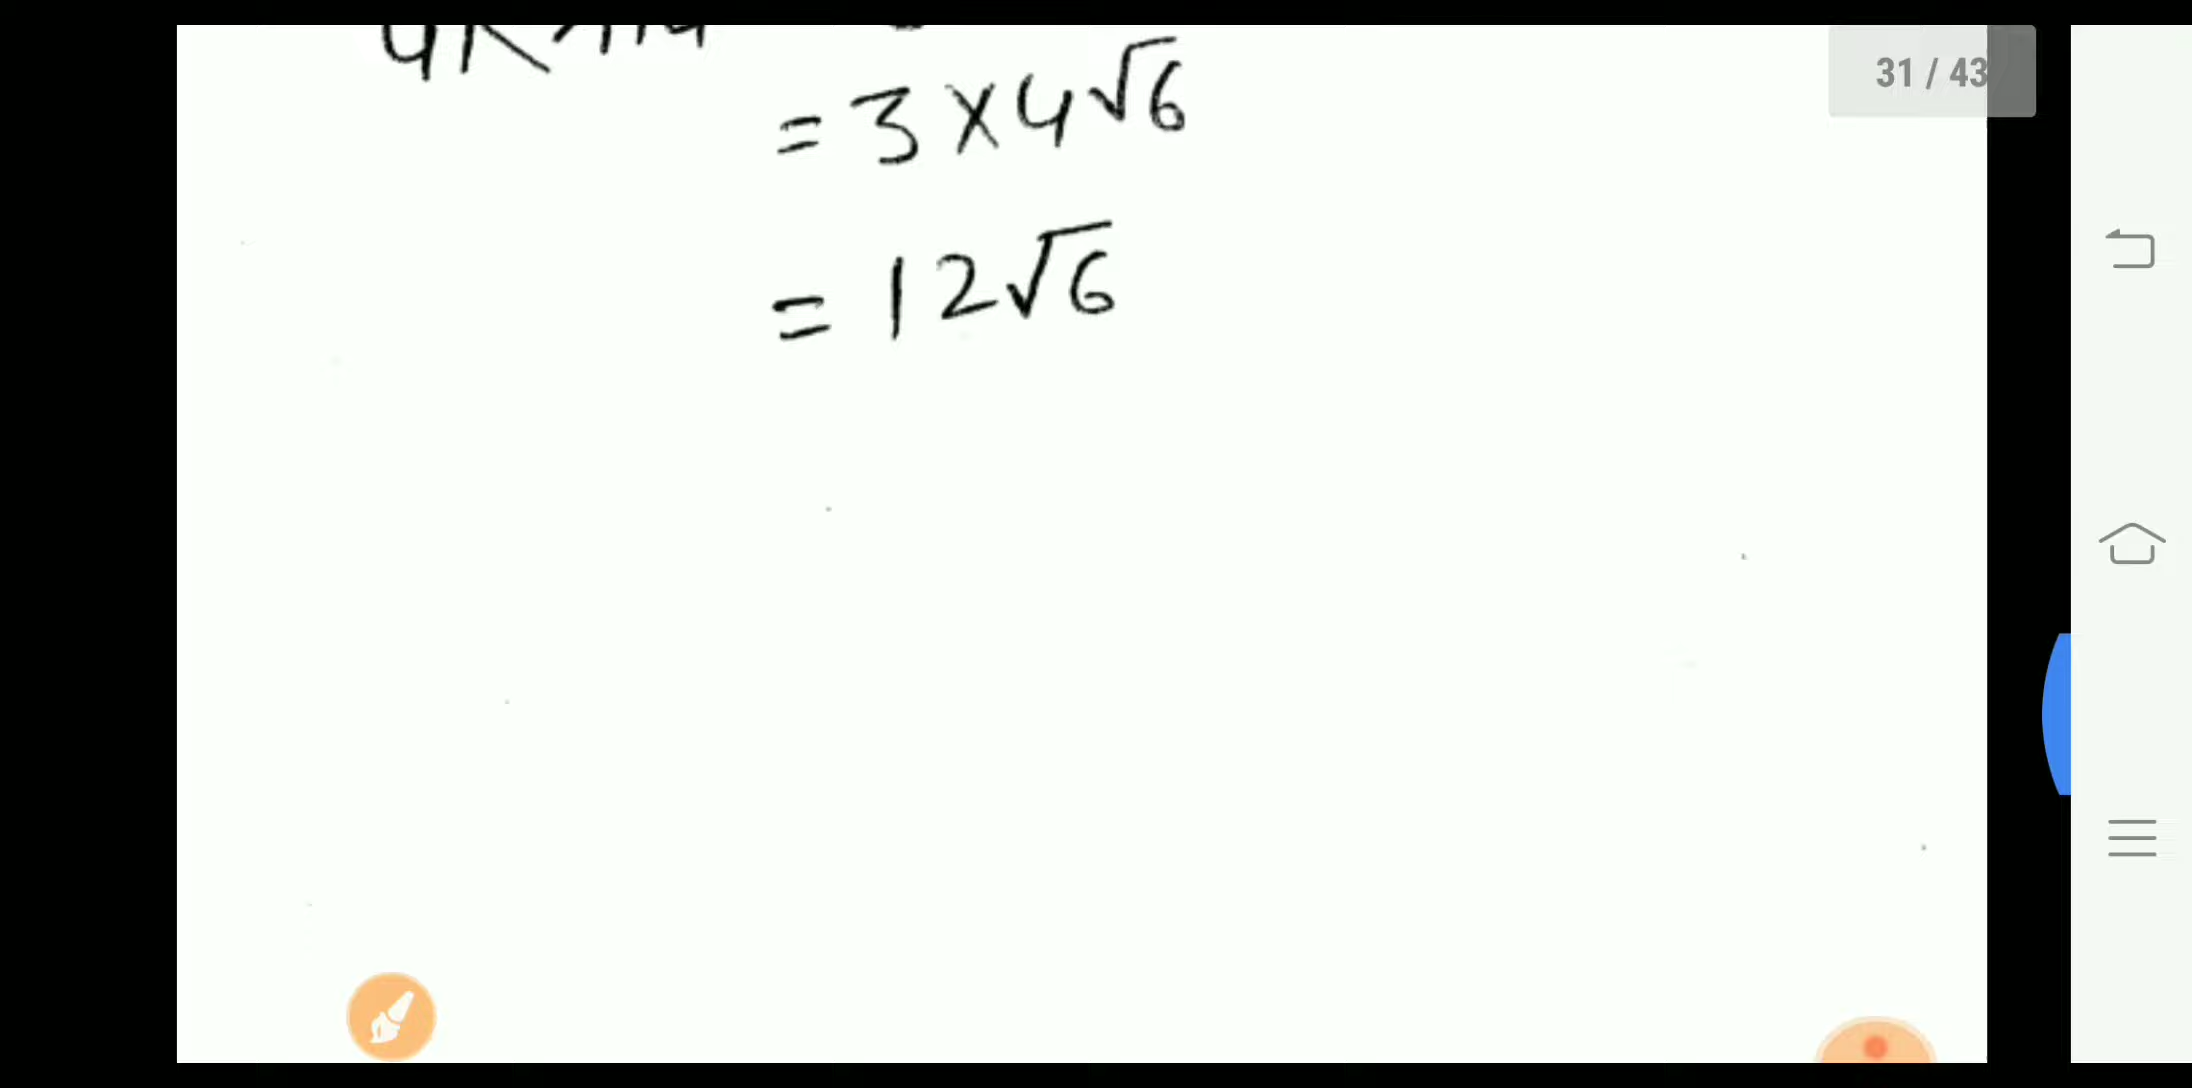 31 / 43
= 3 × 4√6
= 12√6